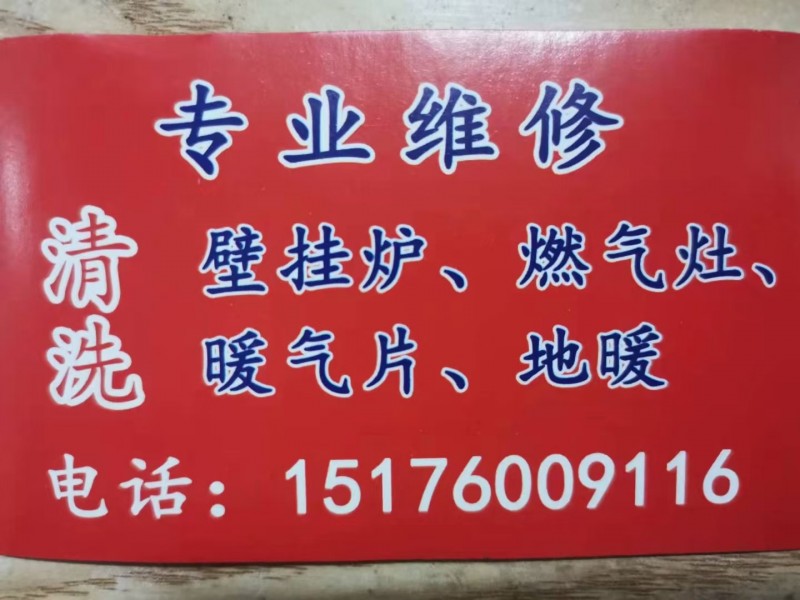 专业维修
清洗
壁挂炉、燃气灶、
暖气片、地暖
电话：15176009116